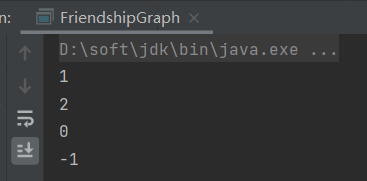 n:
FriendshipGraph
D:\soft\jdk\bin\java.exe ...
1
2
0
-1